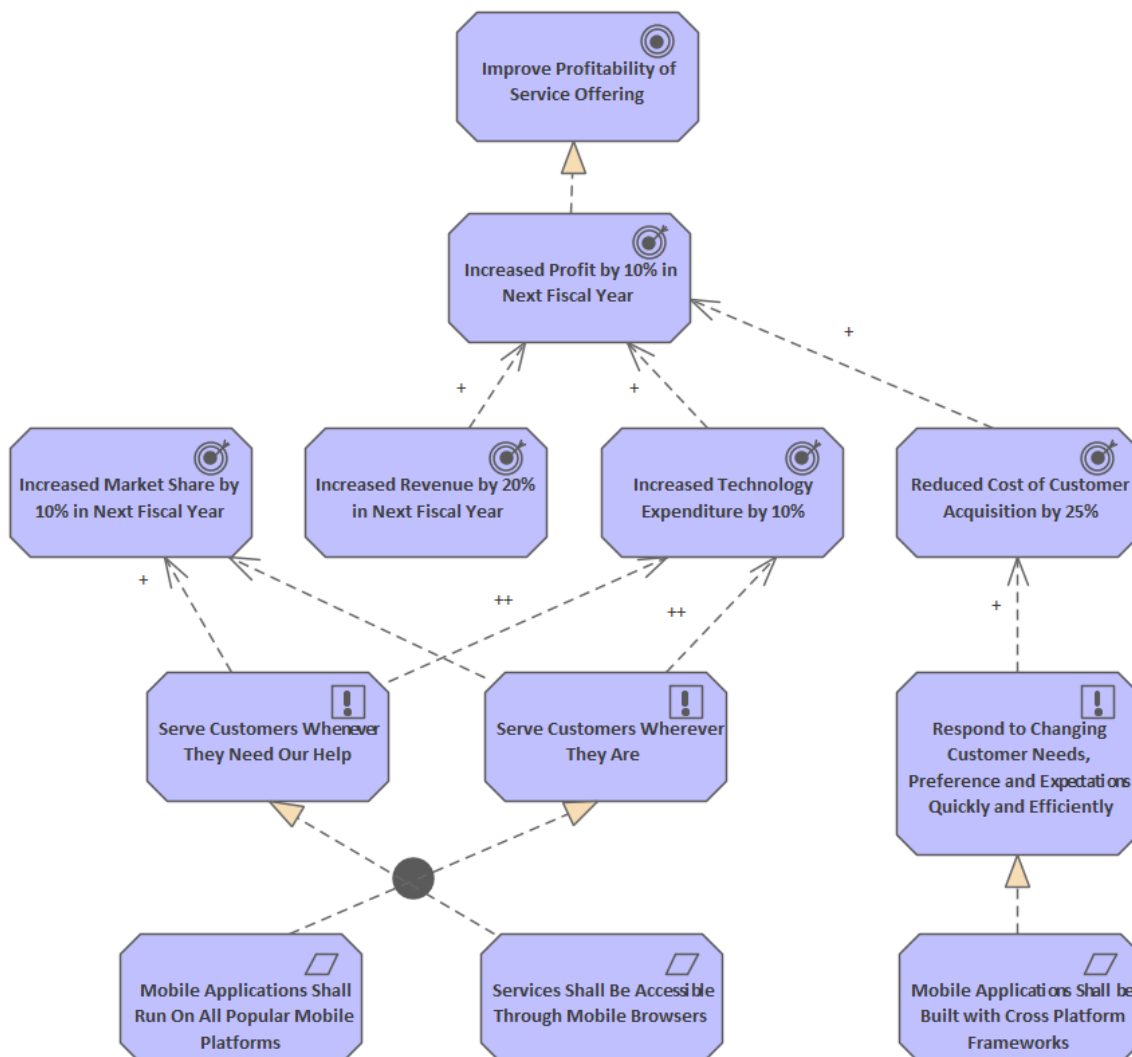 Improve Profitability of
Service Offering
Increased Profit by 10% in
Next Fiscal Year
+
+
+
Increased Market Share by
10% in Next Fiscal Year
Increased Revenue by 20%
in Next Fiscal Year
Increased Technology
Expenditure by 10%
Reduced Cost of Customer
Acquisition by 25%
+
++
++
+
Serve Customers Whenever
They Need Our Help
Serve Customers Wherever
They Are
Respond to Changing
Customer Needs,
Preference and Expectations
Quickly and Efficiently
Mobile Applications Shall
Run On All Popular Mobile
Platforms
Services Shall Be Accessible
Through Mobile Browsers
Mobile Applications Shall be
Built with Cross Platform
Frameworks